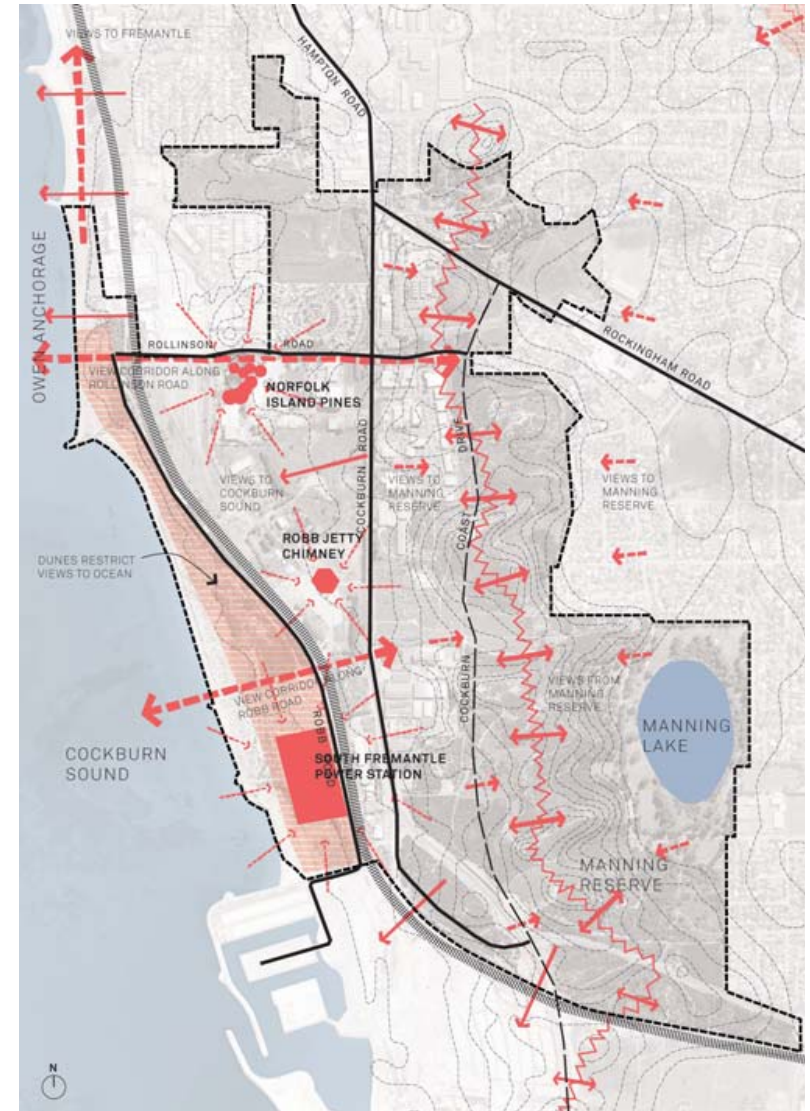 VIEWS TO FREMANTLE
HAMPTON ROAD
OWEN ANCHORAGE
ROLLINSON ROAD
VIEW CORRIDOR ALONG
ROLLINSON ROAD
NORFOLK
ISLAND PINES
ROCKINGHAM ROAD
COCKBURN ROAD
COAST DRIVE
VIEWS TO
COCKBURN
SOUND
VIEWS TO
MANNING
RESERVE
VIEWS TO
MANNING
RESERVE
ROBB JETTY
CHIMNEY
DUNES RESTRICT
VIEWS TO OCEAN
VIEW CORRIDOR ALONG
ROBB ROAD
ROBB ROAD
COCKBURN
VIEWS FROM
MANNING
RESERVE
MANNING
LAKE
COCKBURN
SOUND
SOUTH FREMANTLE
POWER STATION
MANNING
RESERVE
N